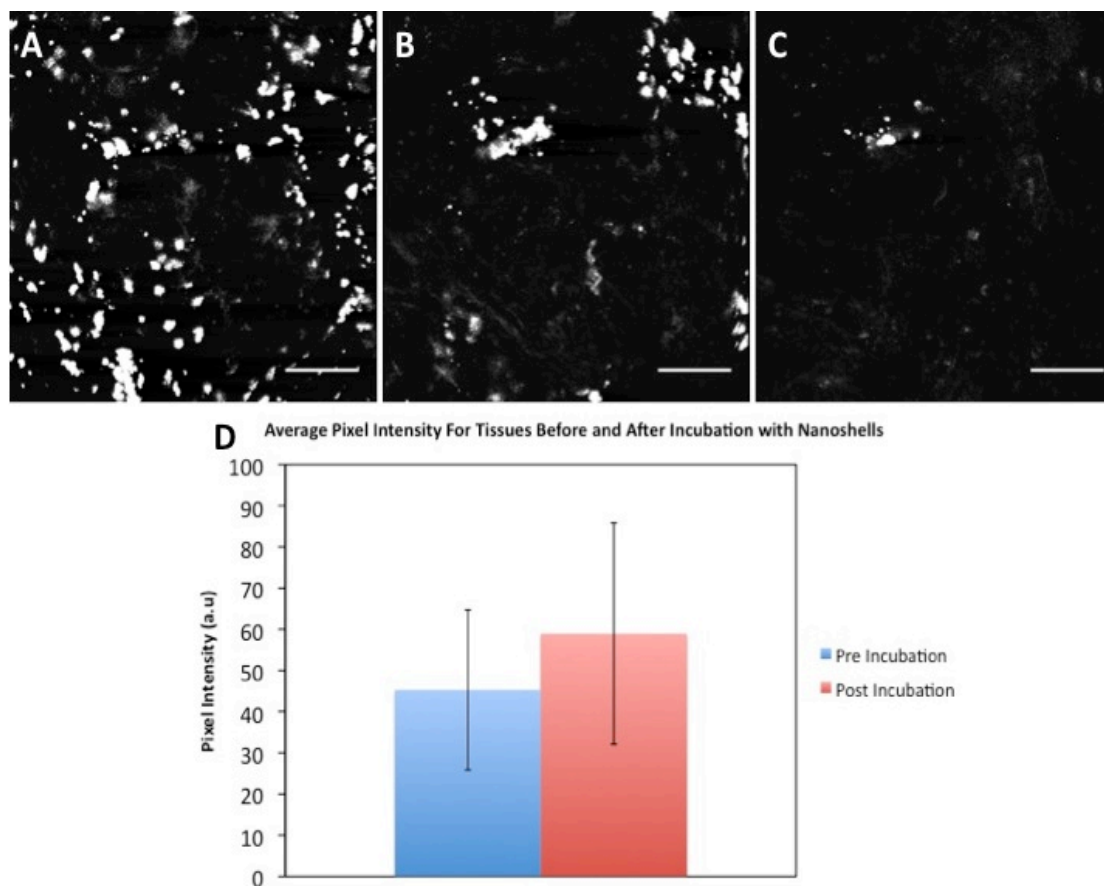 A
B
C
D
Average Pixel Intensity For Tissues Before and After Incubation with Nanoshells
100
90
80
70
60
50
40
30
20
10
0
Pixel Intensity (a.u)
Pre Incubation
Post Incubation